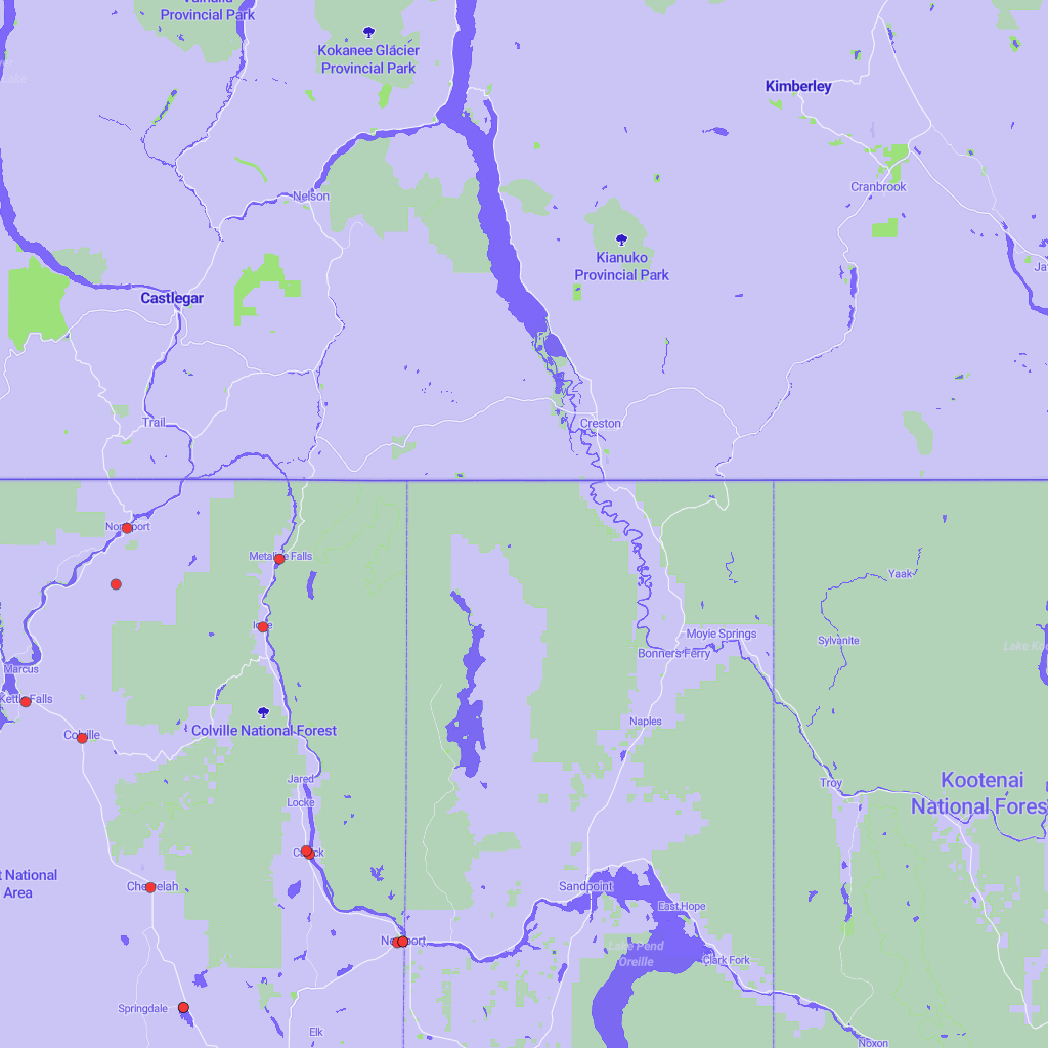 Provincial Park
Kokanee Glacier
Provincial Park
Kimberley
Cranbrook
Nelson
Kianuko
Provincial Park
Castlegar
Trail
Creston
Metaline Falls
Yaak
Moyie Springs
Sylvanite
Bonners Ferry
Marcus
Kettle Falls
Naples
Colville National Forest
Colville
Jared
Troy
Kootenai
Locke
National Fores
t National
Area
Sandpoint
East Hope
Newport
Lake Pend
Oreille
Clark Fork
Springdale
Elk
Noxon